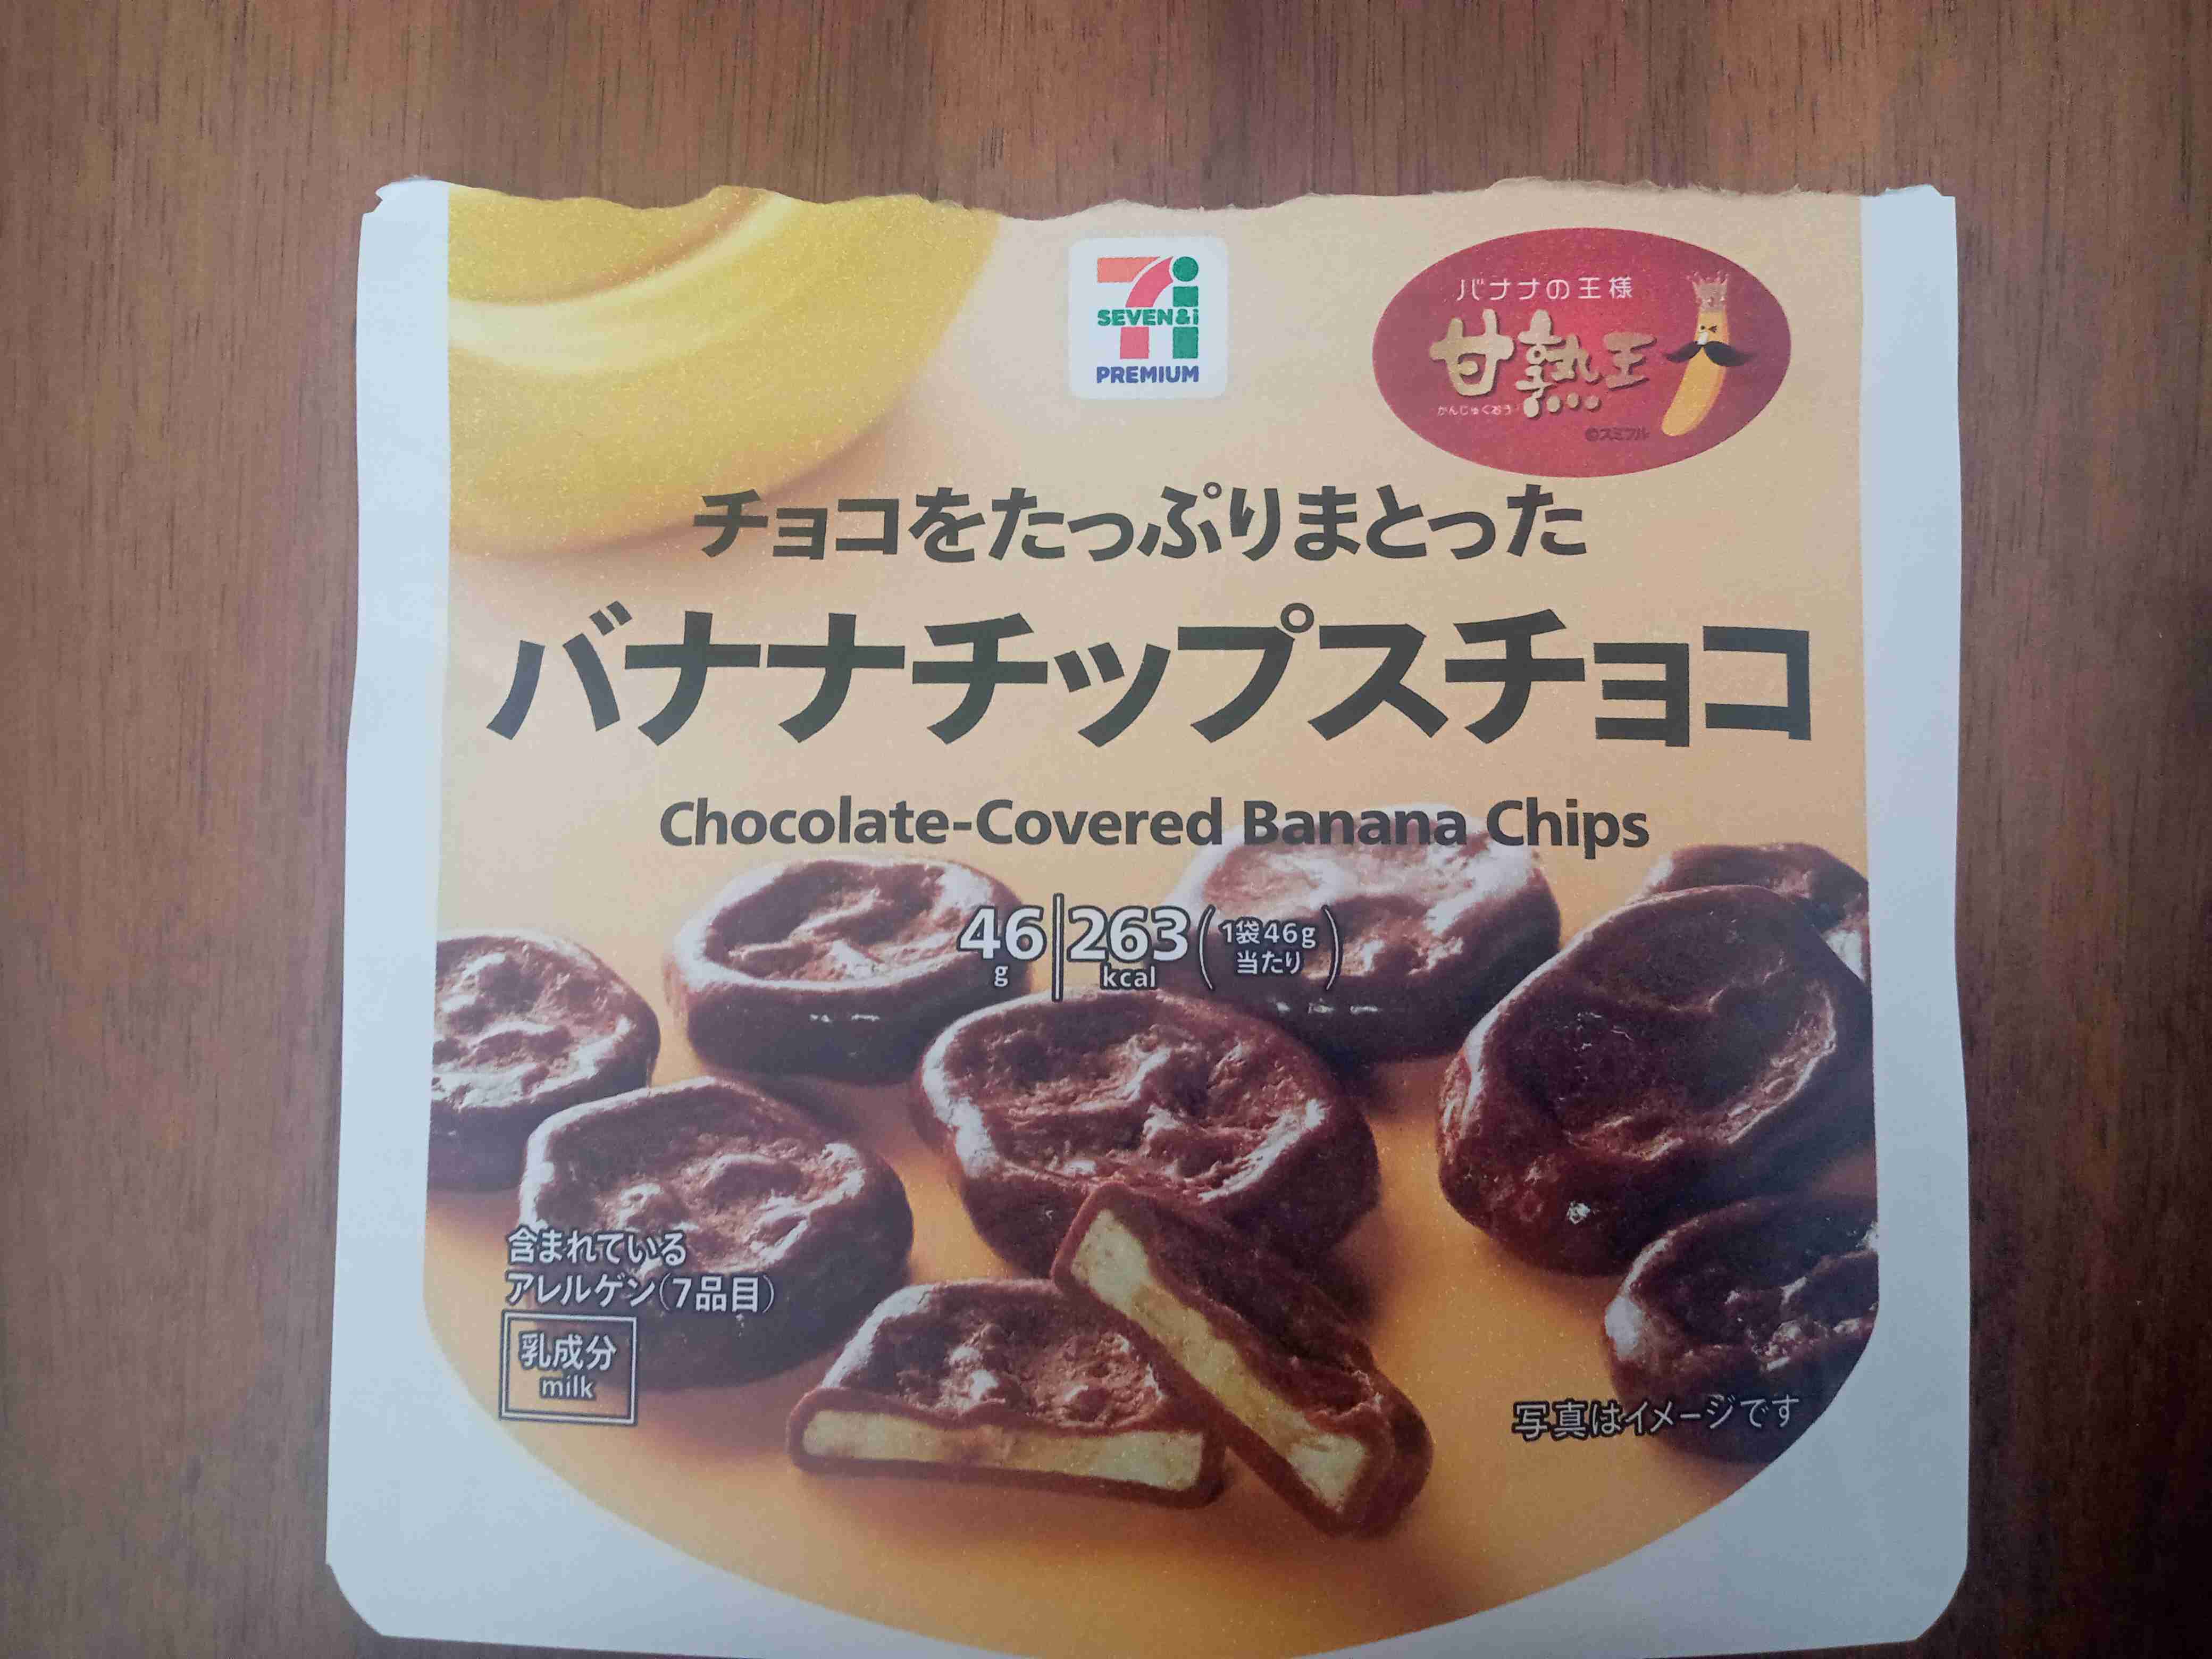 SEVEN&i
PREMIUM
バナナの王様
甘熟王
かんじゅくおう
©スミフル
チョコをたっぷりまとった
バナナチップスチョコ
Chocolate-Covered Banana Chips
46g 263kcal (1袋46g当たり)
含まれている
アレルゲン(7品目)
乳成分
milk
写真はイメージです